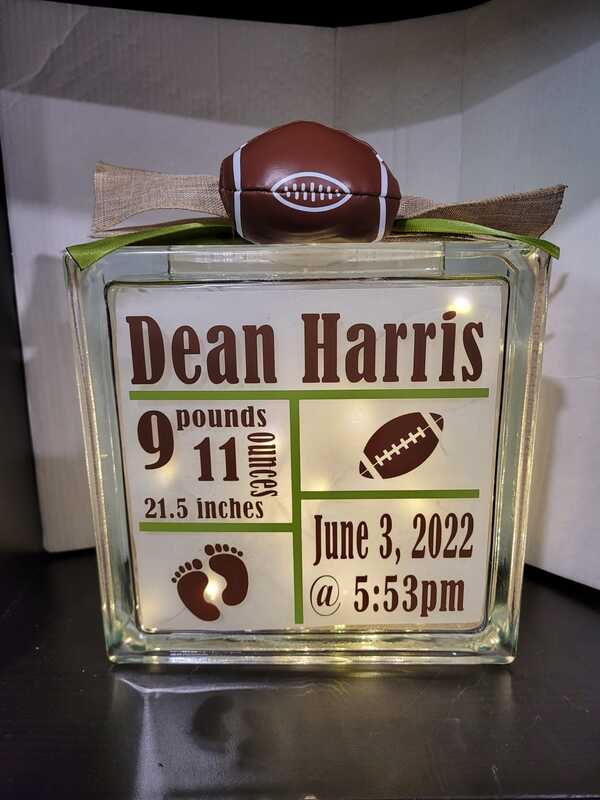 Dean Harris
9 pounds
11 ounces
21.5 inches
June 3, 2022
@ 5:53pm